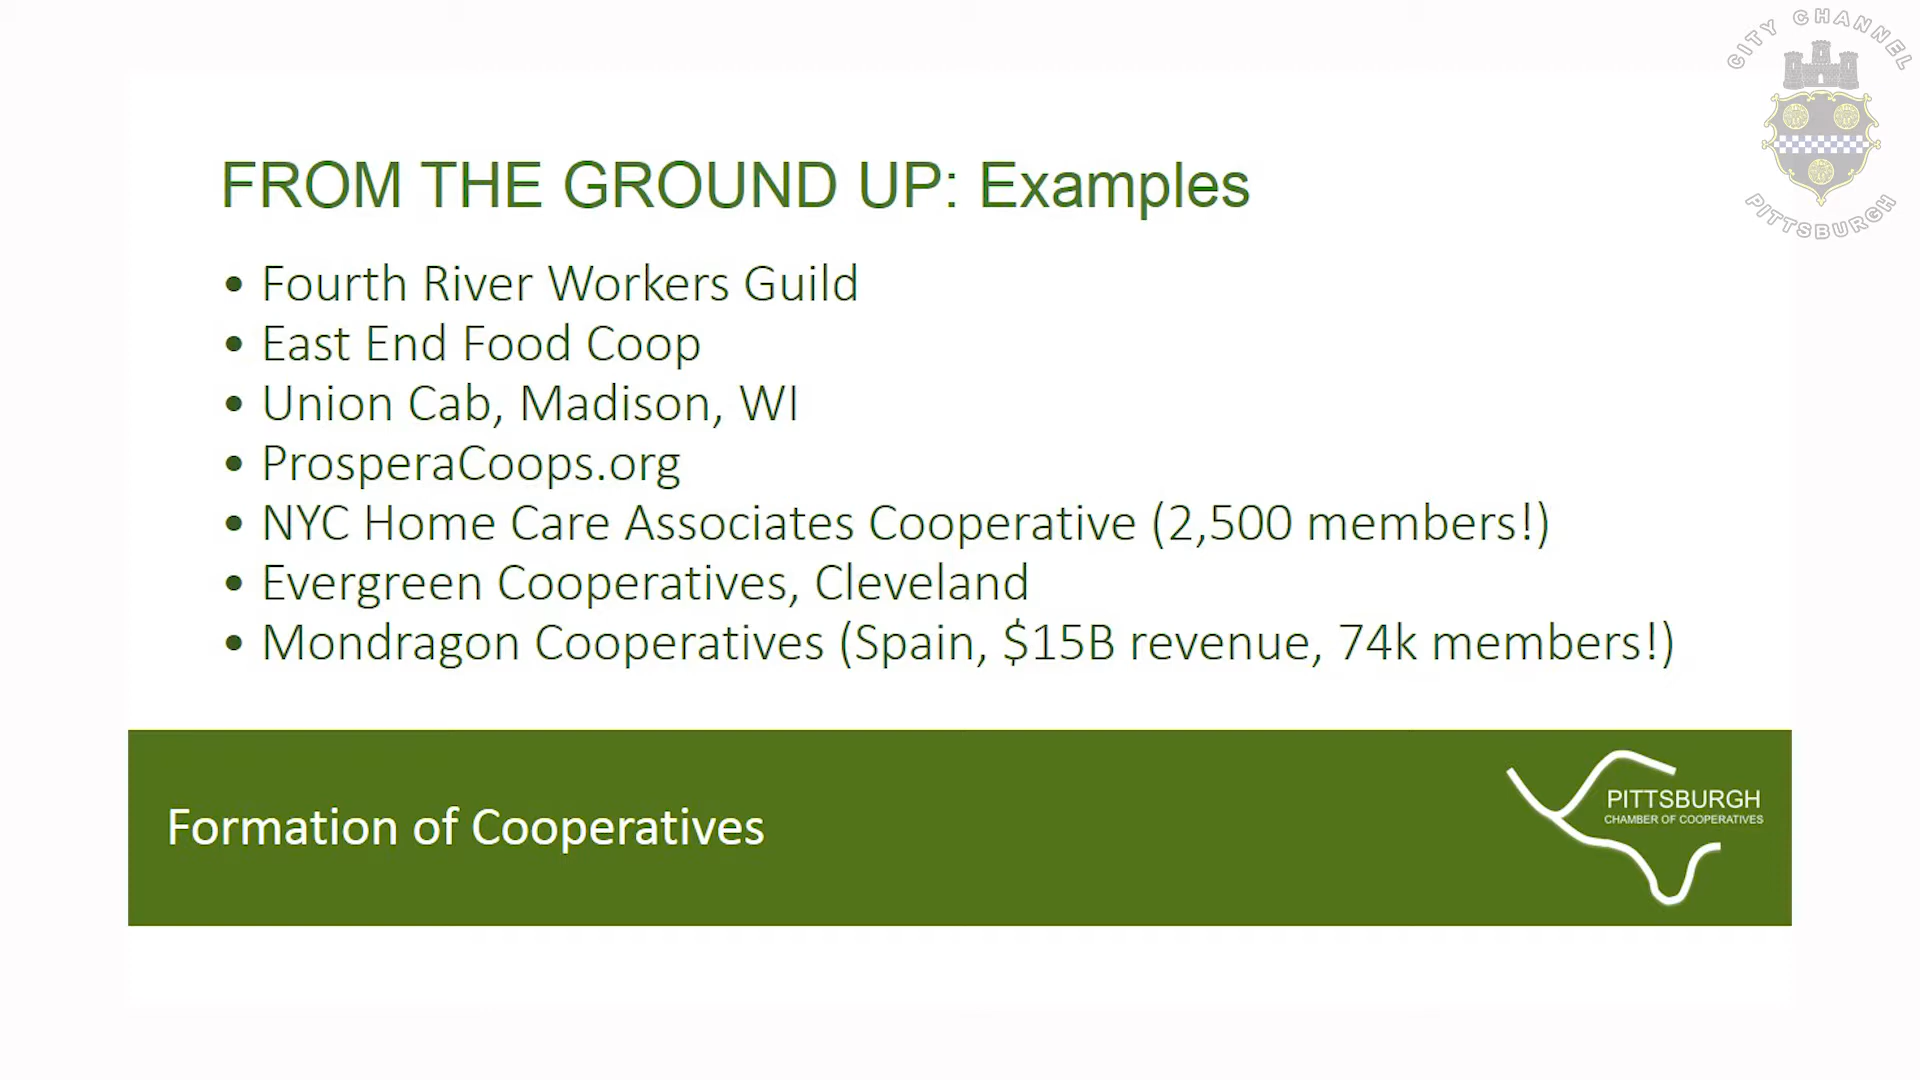 CITY CHANNEL
PITTSBURGH
FROM THE GROUND UP: Examples
• Fourth River Workers Guild
• East End Food Coop
• Union Cab, Madison, WI
• ProsperaCoops.org
• NYC Home Care Associates Cooperative (2,500 members!)
• Evergreen Cooperatives, Cleveland
• Mondragon Cooperatives (Spain, $15B revenue, 74k members!)
Formation of Cooperatives
PITTSBURGH
CHAMBER OF COOPERATIVES